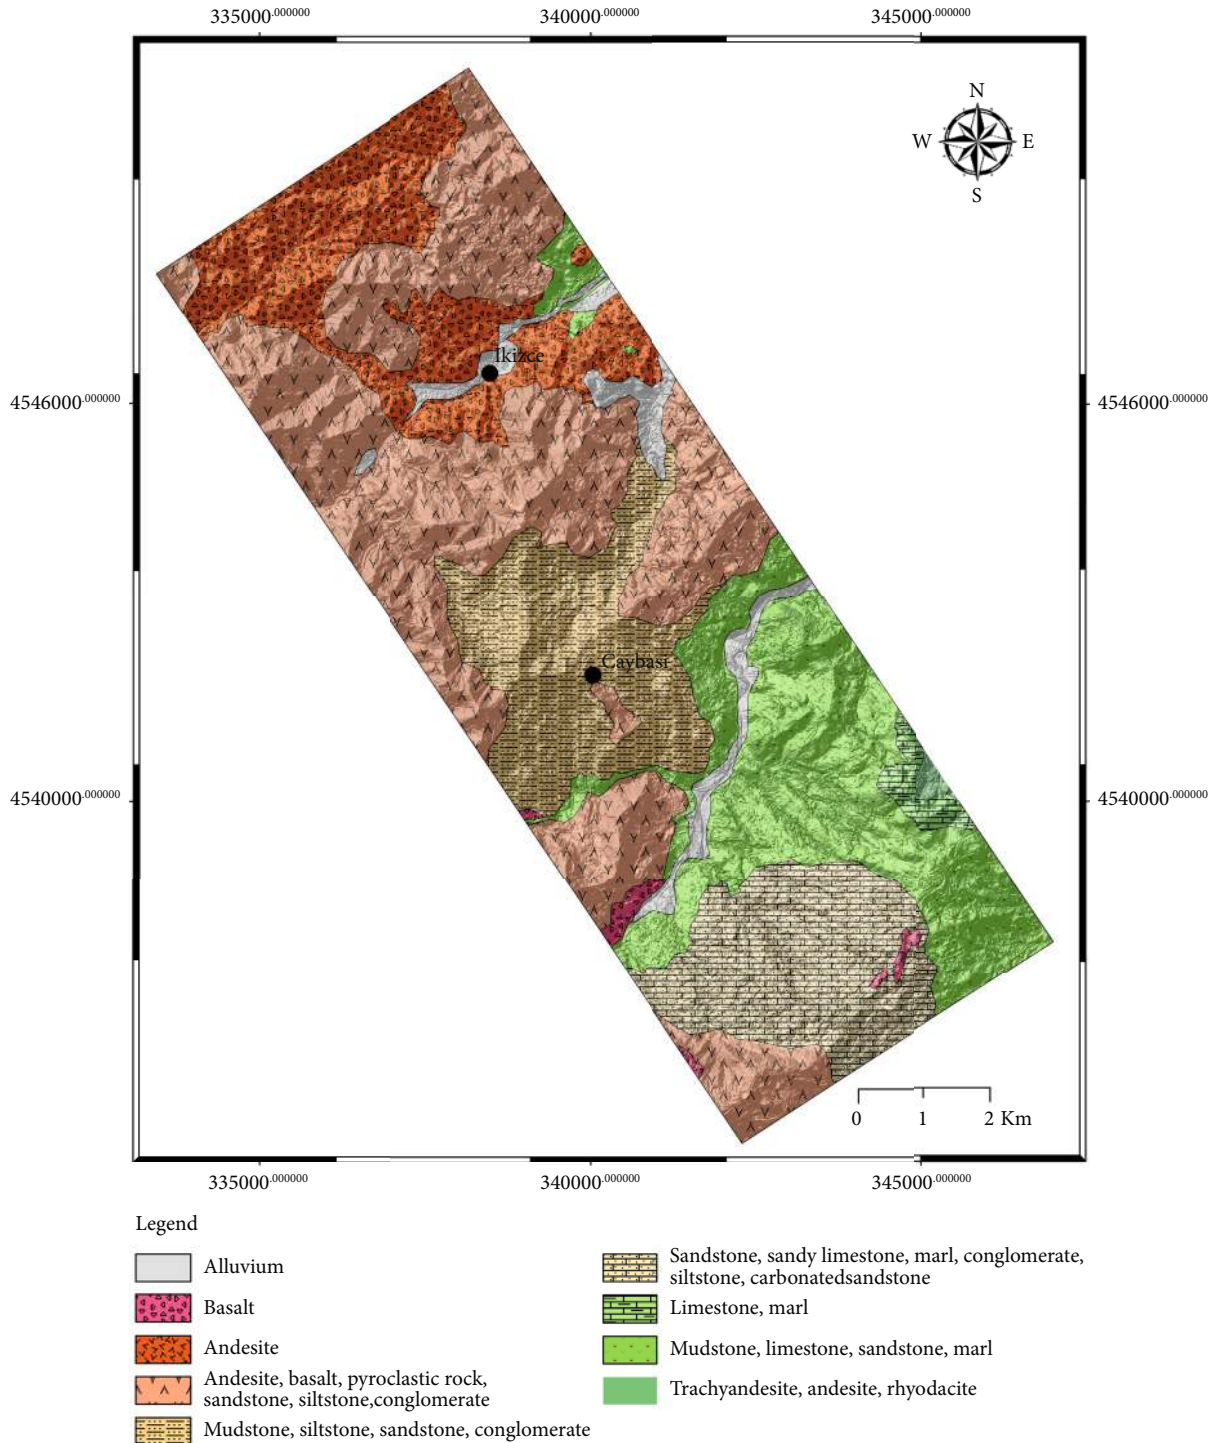 335000.000000 340000.000000 345000.000000
N
W E
S
Ikizce
4546000.000000 4546000.000000
Caybasi
4540000.000000 4540000.000000
0 1 2 Km
335000.000000 340000.000000 345000.000000
Legend
Alluvium
Basalt
Andesite
Andesite, basalt, pyroclastic rock,
sandstone, siltstone,conglomerate
Mudstone, siltstone, sandstone, conglomerate
Sandstone, sandy limestone, marl, conglomerate,
siltstone, carbonatedsandstone
Limestone, marl
Mudstone, limestone, sandstone, marl
Trachyandesite, andesite, rhyodacite